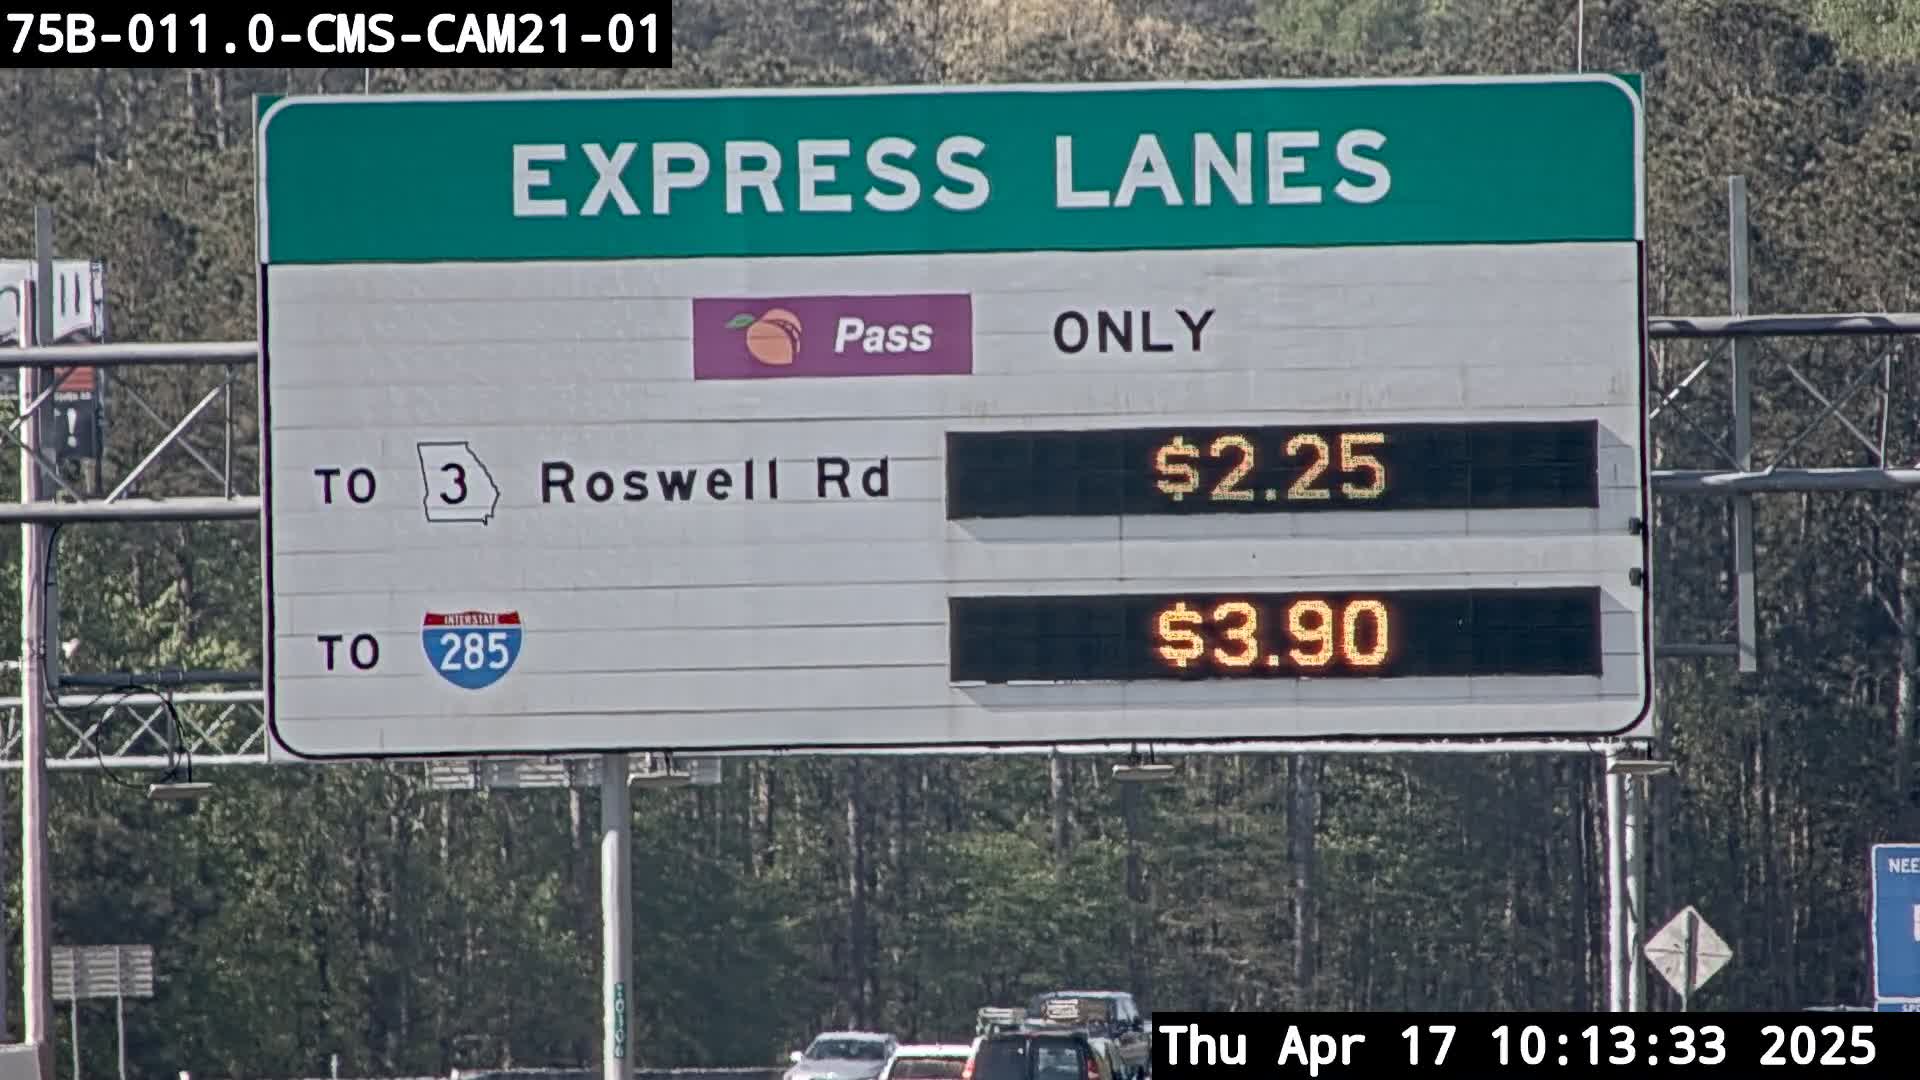 75B-011.0-CMS-CAM21-01
EXPRESS LANES
Pass ONLY
TO 3 Roswell Rd $2.25
TO INTERSTATE 285 $3.90
NEE
Thu Apr 17 10:13:33 2025